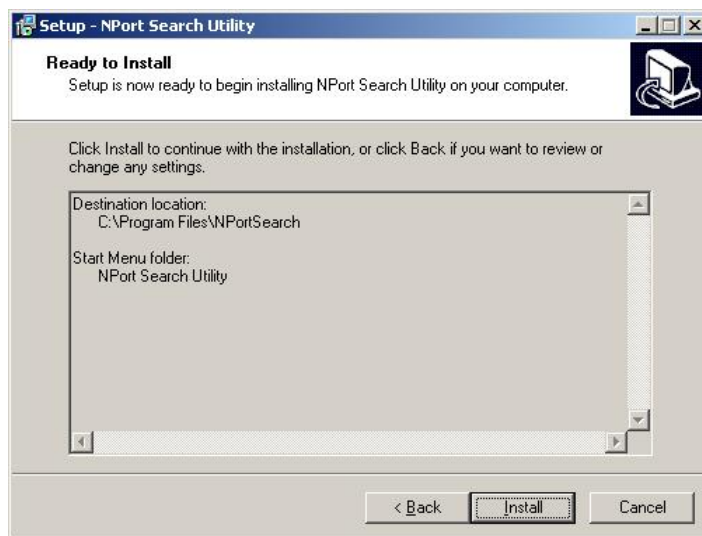 Setup - NPort Search Utility
Ready to Install
Setup is now ready to begin installing NPort Search Utility on your computer.
Click Install to continue with the installation, or click Back if you want to review or
change any settings.
Destination location:
C:\Program Files\NPortSearch
Start Menu folder:
NPort Search Utility
< Back
Install
Cancel